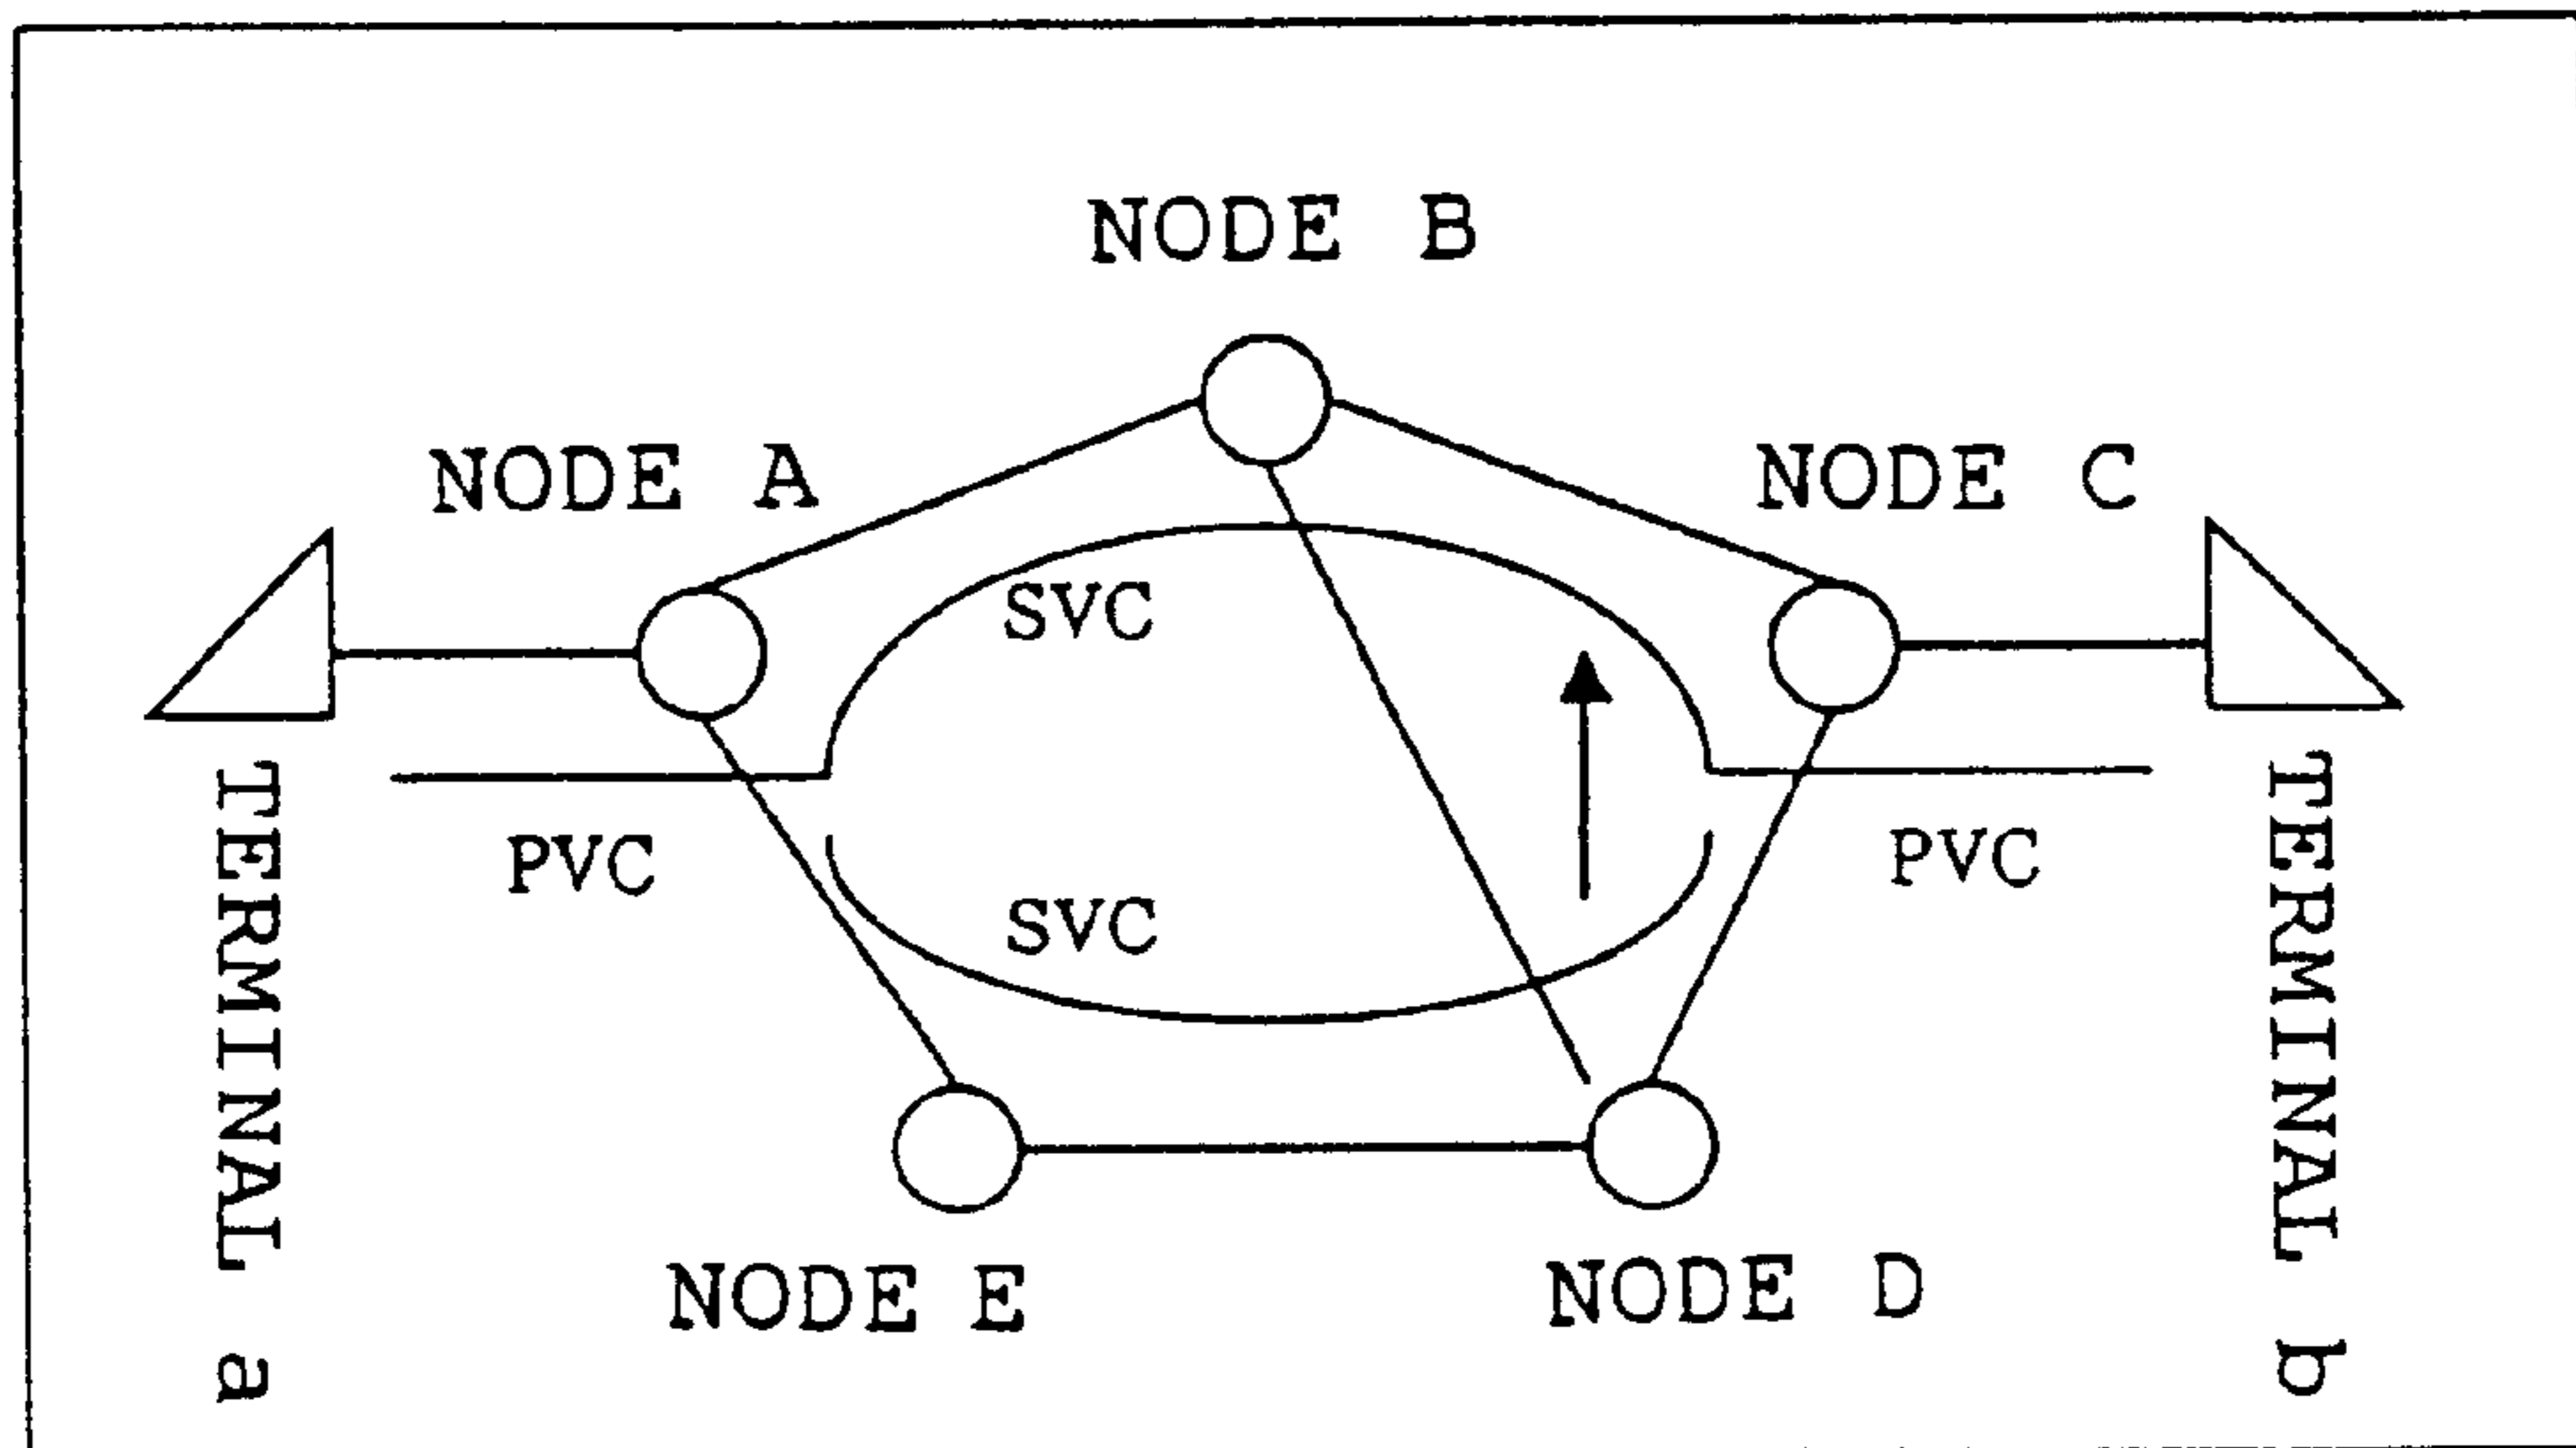 NODE B
NODE A
NODE C
SVC
PVC
PVC
SVC
TERMINAL a
TERMINAL b
NODE E
NODE D